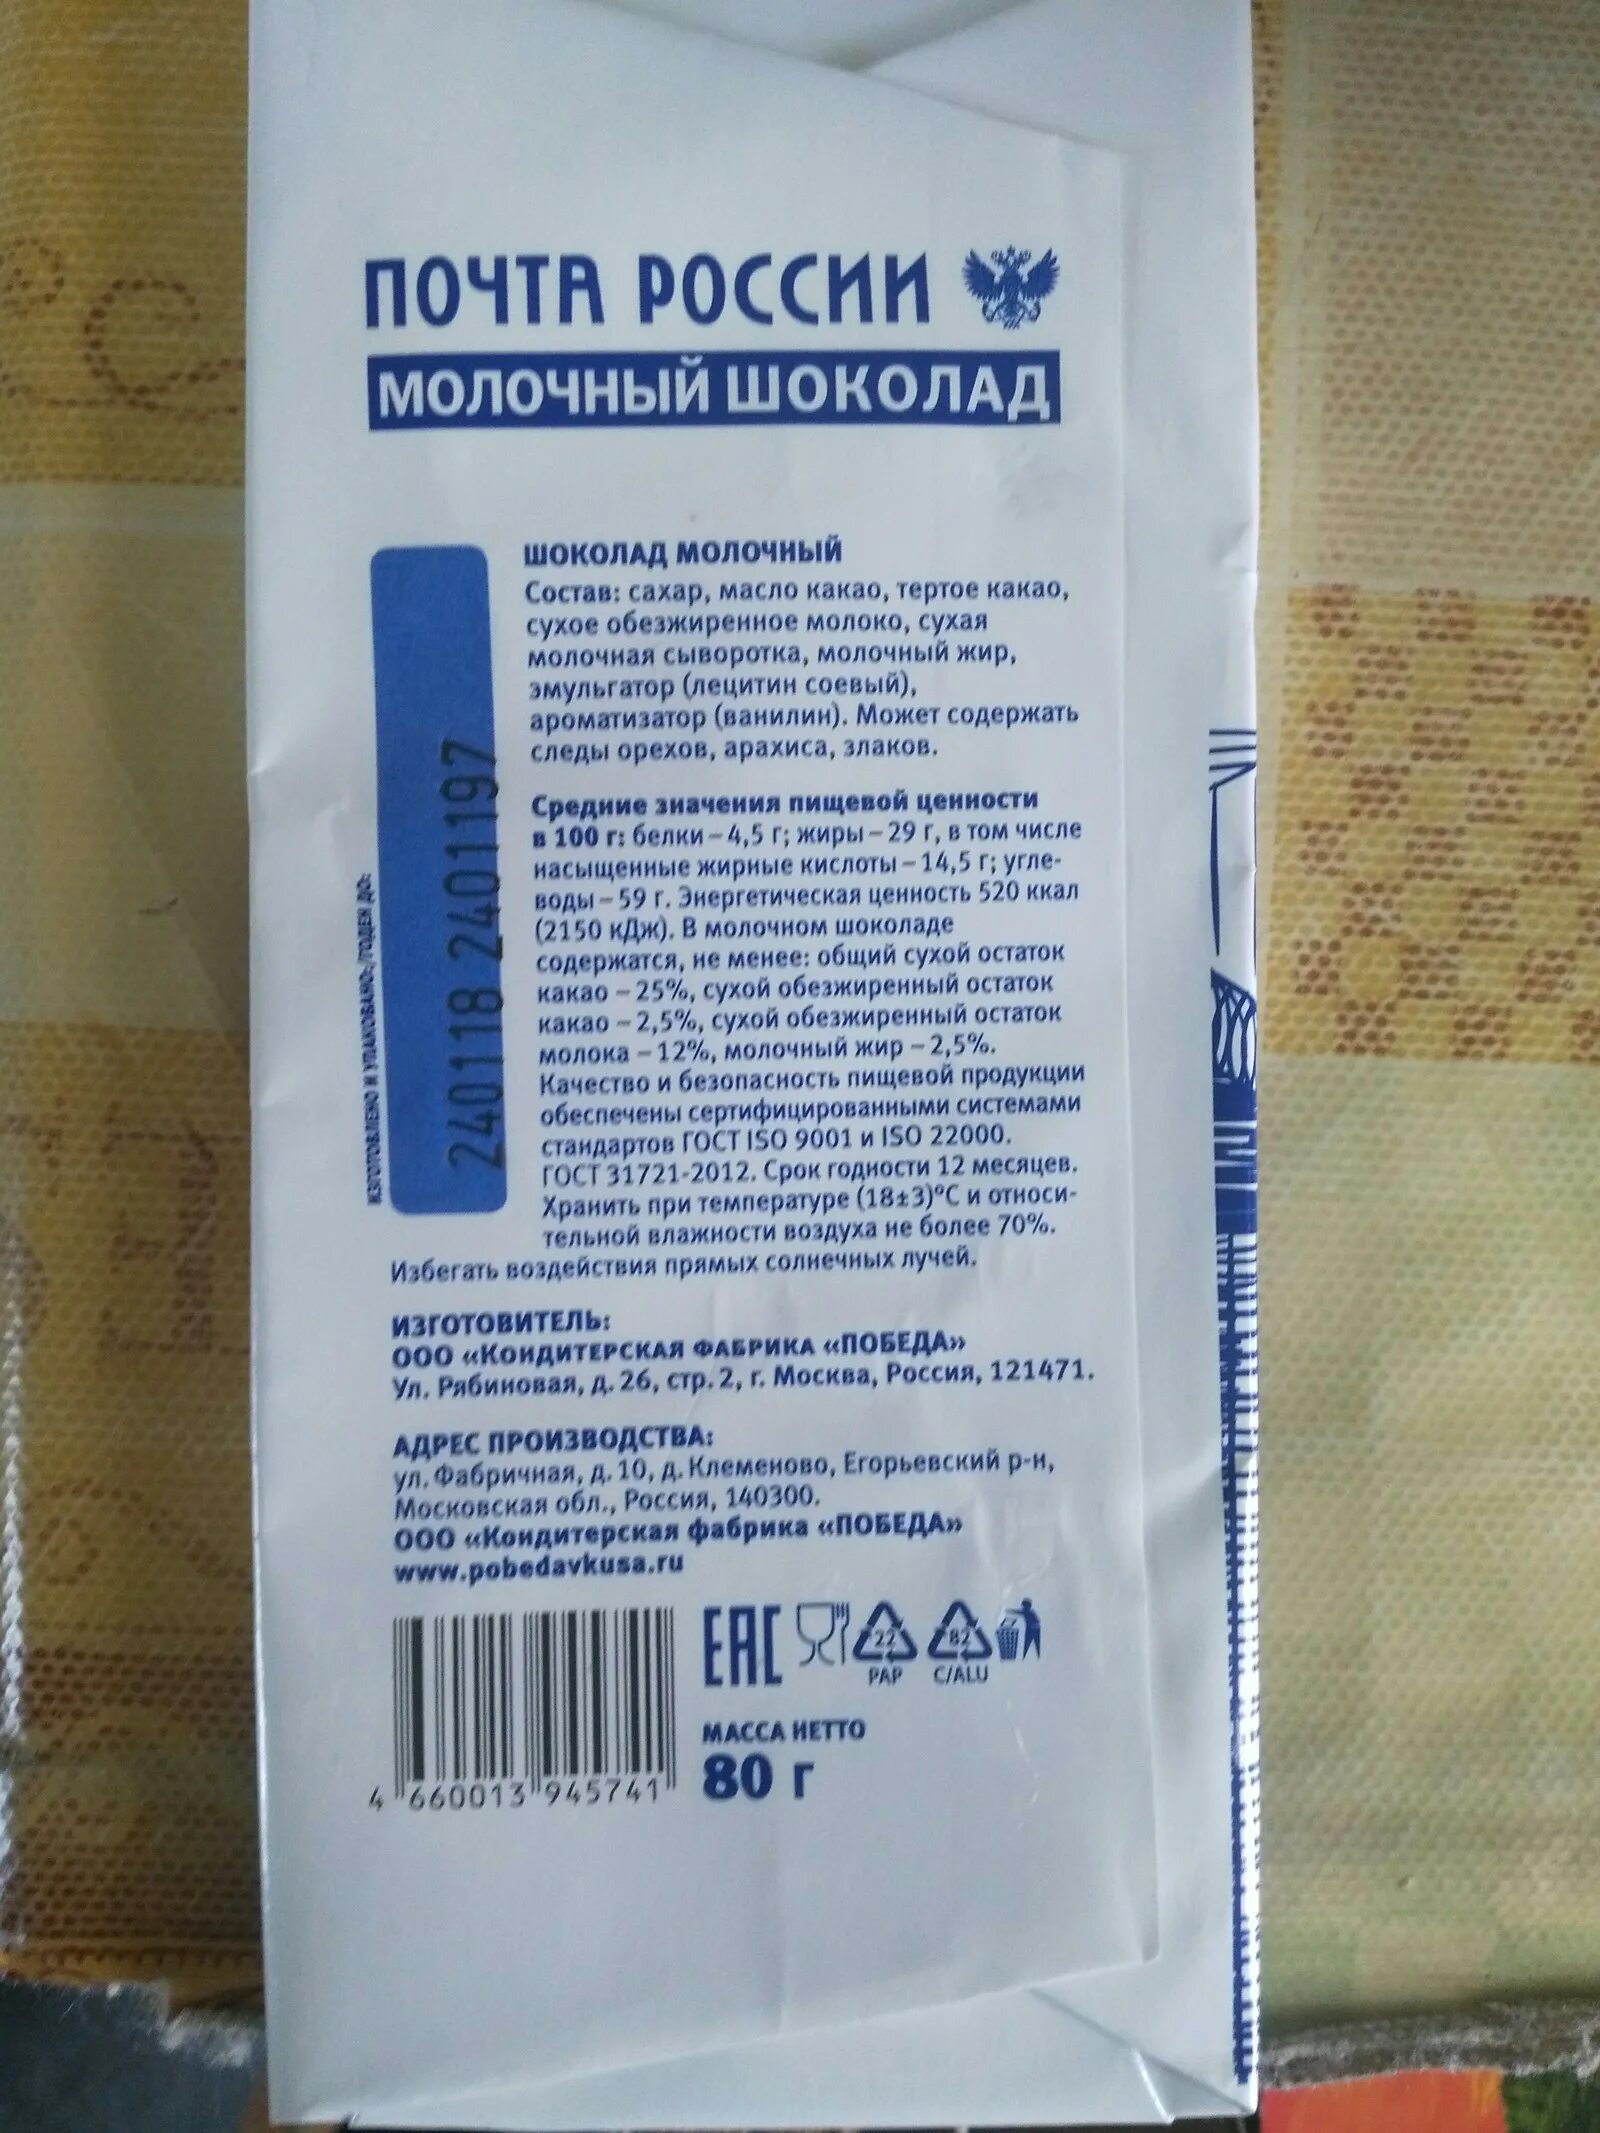 ПОЧТА РОССИИ
МОЛОЧНЫЙ ШОКОЛАД
ШОКОЛАД МОЛОЧНЫЙ
Состав: сахар, масло какао, тертое какао,
сухое обезжиренное молоко, сухая
молочная сыворотка, молочный жир,
эмульгатор (лецитин соевый),
ароматизатор (ванилин). Может содержать
следы орехов, арахиса, злаков.
Средние значения пищевой ценности
в 100 г: белки – 4,5 г; жиры – 29 г, в том числе
насыщенные жирные кислоты – 14,5 г; угле-
воды – 59 г. Энергетическая ценность 520 ккал
(2150 кДж). В молочном шоколаде
содержатся, не менее: общий сухой остаток
какао – 25%, сухой обезжиренный остаток
какао – 2,5%, сухой обезжиренный остаток
молока – 12%, молочный жир – 2,5%.
Качество и безопасность пищевой продукции
обеспечены сертифицированными системами
стандартов ГОСТ ISO 9001 и ISO 22000.
ГОСТ 31721-2012. Срок годности 12 месяцев.
Хранить при температуре (18±3)°С и относи-
тельной влажности воздуха не более 70%.
Избегать воздействия прямых солнечных лучей.
ИЗГОТОВЛЕНО И УПАКОВАНО:/ГОДЕН ДО:
240118 2401197
ИЗГОТОВИТЕЛЬ:
ООО «Кондитерская фабрика «ПОБЕДА»
Ул. Рябиновая, д. 26, стр. 2, г. Москва, Россия, 121471.
АДРЕС ПРОИЗВОДСТВА:
ул. Фабричная, д. 10, д. Клеменово, Егорьевский р-н,
Московская обл., Россия, 140300.
ООО «Кондитерская фабрика «ПОБЕДА»
www.pobedavkusa.ru
4 660013 945741
EAC
22
PAP
82
C/ALU
МАССА НЕТТО
80 г